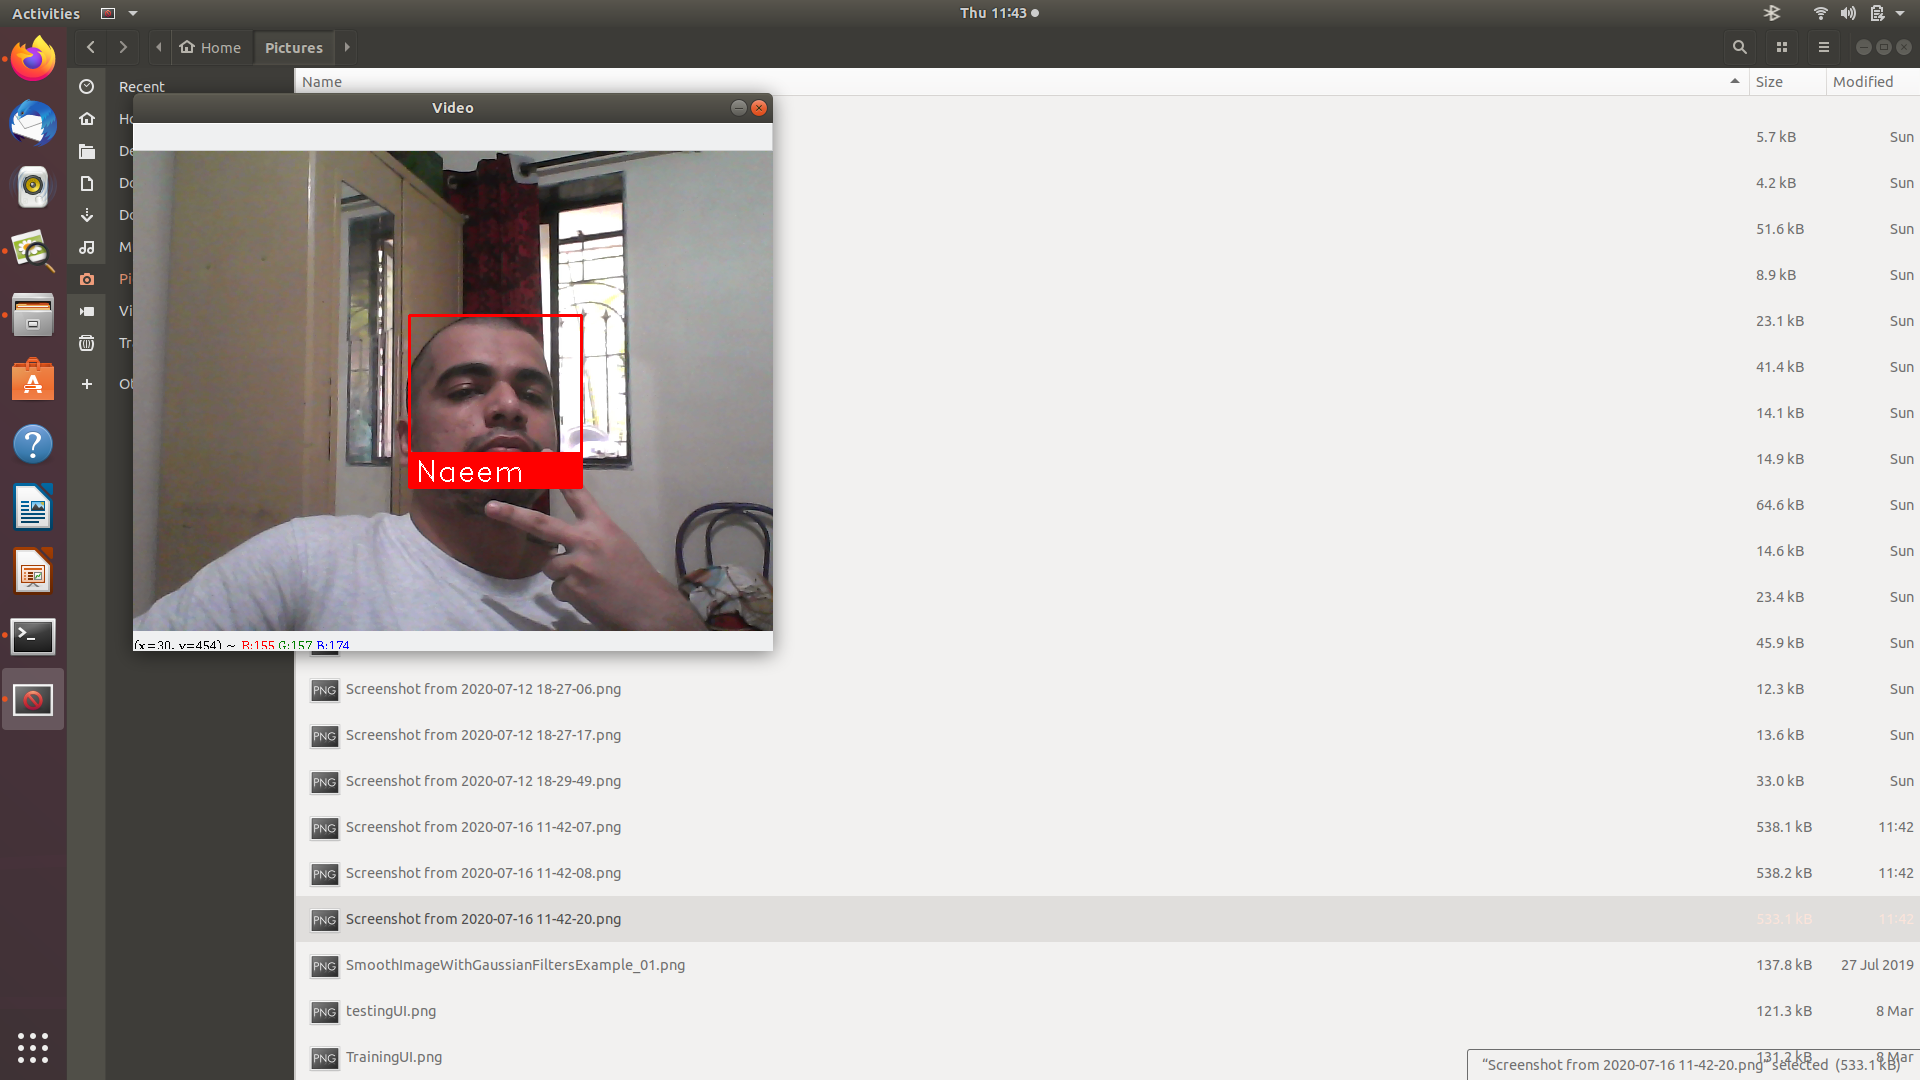 Activities
Thu 11:43
Home
Pictures
Name
Size
Modified
Recent
Video
Naeem
(x=30, y=454) ~ R:155 G:157 B:174
5.7 kB Sun
4.2 kB Sun
51.6 kB Sun
8.9 kB Sun
23.1 kB Sun
41.4 kB Sun
14.1 kB Sun
14.9 kB Sun
64.6 kB Sun
14.6 kB Sun
23.4 kB Sun
45.9 kB Sun
PNG Screenshot from 2020-07-12 18-27-06.png 12.3 kB Sun
PNG Screenshot from 2020-07-12 18-27-17.png 13.6 kB Sun
PNG Screenshot from 2020-07-12 18-29-49.png 33.0 kB Sun
PNG Screenshot from 2020-07-16 11-42-07.png 538.1 kB 11:42
PNG Screenshot from 2020-07-16 11-42-08.png 538.2 kB 11:42
PNG Screenshot from 2020-07-16 11-42-20.png 533.1 kB 11:42
PNG SmoothImageWithGaussianFiltersExample_01.png 137.8 kB 27 Jul 2019
PNG testingUI.png 121.3 kB 8 Mar
PNG TrainingUI.png 131.2 kB 8 Mar
“Screenshot from 2020-07-16 11-42-20.png” selected (533.1 kB)